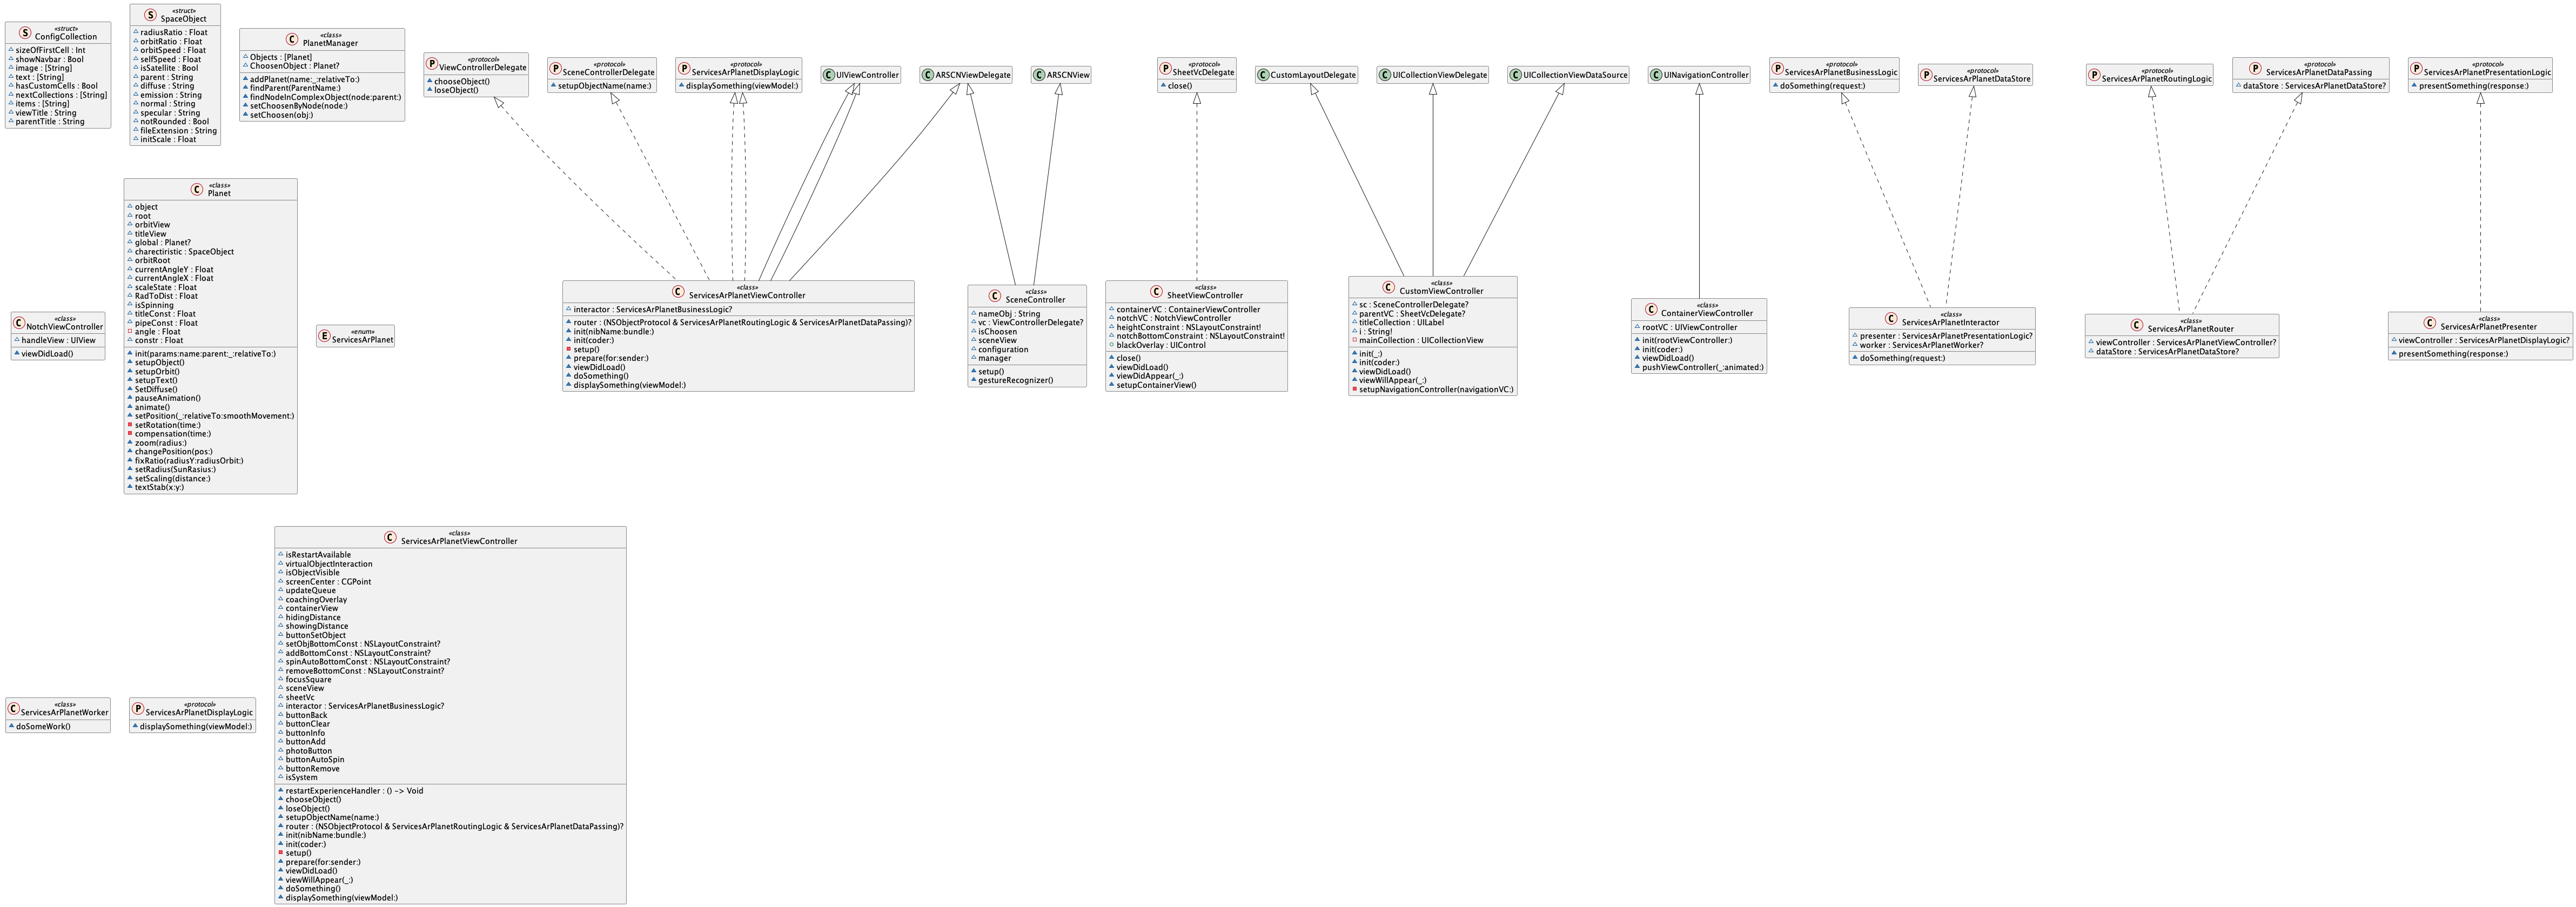 S «struct»
ConfigCollection
sizeOfFirstCell : Int
showNavbar : Bool
image : [String]
text : [String]
hasCustomCells : Bool
nextCollections : [String]
items : [String]
viewTitle : String
parentTitle : String
S «struct»
SpaceObject
radiusRatio : Float
orbitRatio : Float
orbitSpeed : Float
selfSpeed : Float
isSatellite : Bool
parent : String
diffuse : String
emission : String
normal : String
specular : String
notRounded : Bool
fileExtension : String
initScale : Float
C «class»
PlanetManager
Objects : [Planet]
ChoosenObject : Planet?
addPlanet(name:_:relativeTo:)
findParent(ParentName:)
findNodeInComplexObject(node:parent:)
setChoosenByNode(node:)
setChoosen(obj:)
P «protocol»
ViewControllerDelegate
chooseObject()
loseObject()
P «protocol»
SceneControllerDelegate
setupObjectName(name:)
P «protocol»
ServicesArPlanetDisplayLogic
displaySomething(viewModel:)
C UIViewController
C ARSCNViewDelegate
C ARSCNView
P «protocol»
SheetVcDelegate
close()
C CustomLayoutDelegate
C UICollectionViewDelegate
C UICollectionViewDataSource
C UINavigationController
P «protocol»
ServicesArPlanetBusinessLogic
doSomething(request:)
P «protocol»
ServicesArPlanetDataStore
P «protocol»
ServicesArPlanetRoutingLogic
P «protocol»
ServicesArPlanetDataPassing
dataStore : ServicesArPlanetDataStore?
P «protocol»
ServicesArPlanetPresentationLogic
presentSomething(response:)
C «class»
NotchViewController
handleView : UIView
viewDidLoad()
C «class»
Planet
object
root
orbitView
titleView
global : Planet?
charectiristic : SpaceObject
orbitRoot
currentAngleY : Float
currentAngleX : Float
scaleState : Float
RadToDist : Float
isSpinning
titleConst : Float
pipeConst : Float
angle : Float
constr : Float
init(params:name:parent:_:relativeTo:)
setupObject()
setupOrbit()
setupText()
SetDiffuse()
pauseAnimation()
animate()
setPosition(_:relativeTo:smoothMovement:)
setRotation(time:)
compensation(time:)
zoom(radius:)
changePosition(pos:)
fixRatio(radiusY:radiusOrbit:)
setRadius(SunRasius:)
setScaling(distance:)
textStab(x:y:)
E «enum»
ServicesArPlanet
C «class»
ServicesArPlanetViewController
interactor : ServicesArPlanetBusinessLogic?
router : (NSObjectProtocol & ServicesArPlanetRoutingLogic & ServicesArPlanetDataPassing)?
init(nibName:bundle:)
init(coder:)
setup()
prepare(for:sender:)
viewDidLoad()
doSomething()
displaySomething(viewModel:)
C «class»
SceneController
nameObj : String
vc : ViewControllerDelegate?
isChoosen
sceneView
configuration
manager
setup()
gestureRecognizer()
C «class»
SheetViewController
containerVC : ContainerViewController
notchVC : NotchViewController
heightConstraint : NSLayoutConstraint!
notchBottomConstraint : NSLayoutConstraint!
blackOverlay : UIControl
close()
viewDidLoad()
viewDidAppear(_:)
setupContainerView()
C «class»
CustomViewController
sc : SceneControllerDelegate?
parentVC : SheetVcDelegate?
titleCollection : UILabel
i : String!
mainCollection : UICollectionView
init(_:)
init(coder:)
viewDidLoad()
viewWillAppear(_:)
setupNavigationController(navigationVC:)
C «class»
ContainerViewController
rootVC : UIViewController
init(rootViewController:)
init(coder:)
viewDidLoad()
pushViewController(_:animated:)
C «class»
ServicesArPlanetInteractor
presenter : ServicesArPlanetPresentationLogic?
worker : ServicesArPlanetWorker?
doSomething(request:)
C «class»
ServicesArPlanetRouter
viewController : ServicesArPlanetViewController?
dataStore : ServicesArPlanetDataStore?
C «class»
ServicesArPlanetPresenter
viewController : ServicesArPlanetDisplayLogic?
presentSomething(response:)
C «class»
ServicesArPlanetWorker
doSomeWork()
P «protocol»
ServicesArPlanetDisplayLogic
displaySomething(viewModel:)
C «class»
ServicesArPlanetViewController
isRestartAvailable
virtualObjectInteraction
isObjectVisible
screenCenter : CGPoint
updateQueue
coachingOverlay
containerView
hidingDistance
showingDistance
buttonSetObject
setObjBottomConst : NSLayoutConstraint?
addBottomConst : NSLayoutConstraint?
spinAutoBottomConst : NSLayoutConstraint?
removeBottomConst : NSLayoutConstraint?
focusSquare
sceneView
sheetVc
interactor : ServicesArPlanetBusinessLogic?
buttonBack
buttonClear
buttonInfo
buttonAdd
photoButton
buttonAutoSpin
buttonRemove
isSystem
restartExperienceHandler : () -> Void
chooseObject()
loseObject()
setupObjectName(name:)
router : (NSObjectProtocol & ServicesArPlanetRoutingLogic & ServicesArPlanetDataPassing)?
init(nibName:bundle:)
init(coder:)
setup()
prepare(for:sender:)
viewDidLoad()
viewWillAppear(_:)
doSomething()
displaySomething(viewModel:)